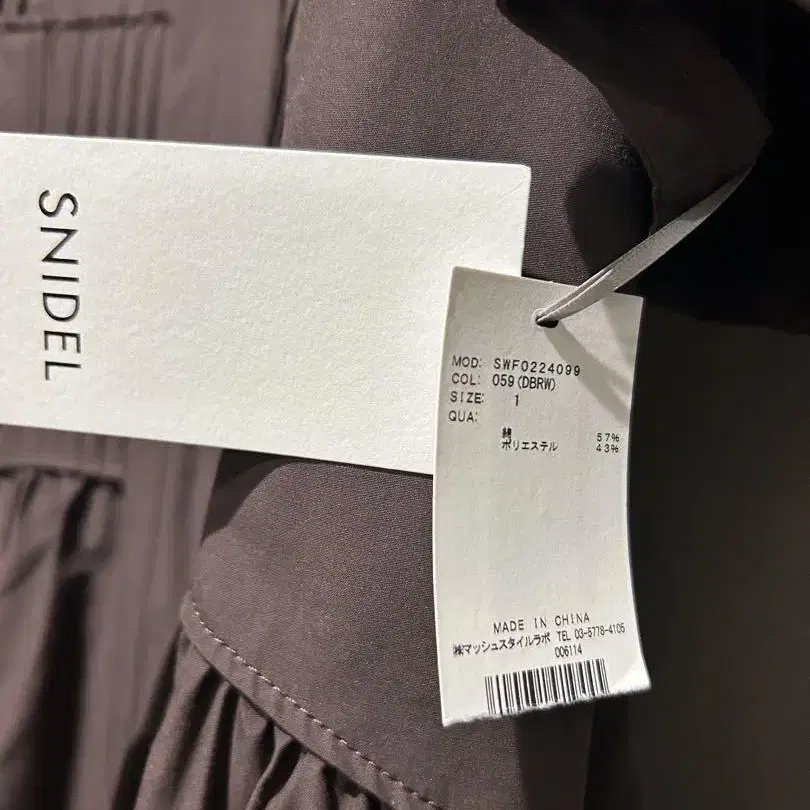 SNIDEL
MOD: SWF0224099
COL: 059(DBRW)
SIZE: 1
QUA:
綿 57%
ポリエステル 43%
MADE IN CHINA
㈱マッシュスタイルラボ TEL 03-5778-4105
006114